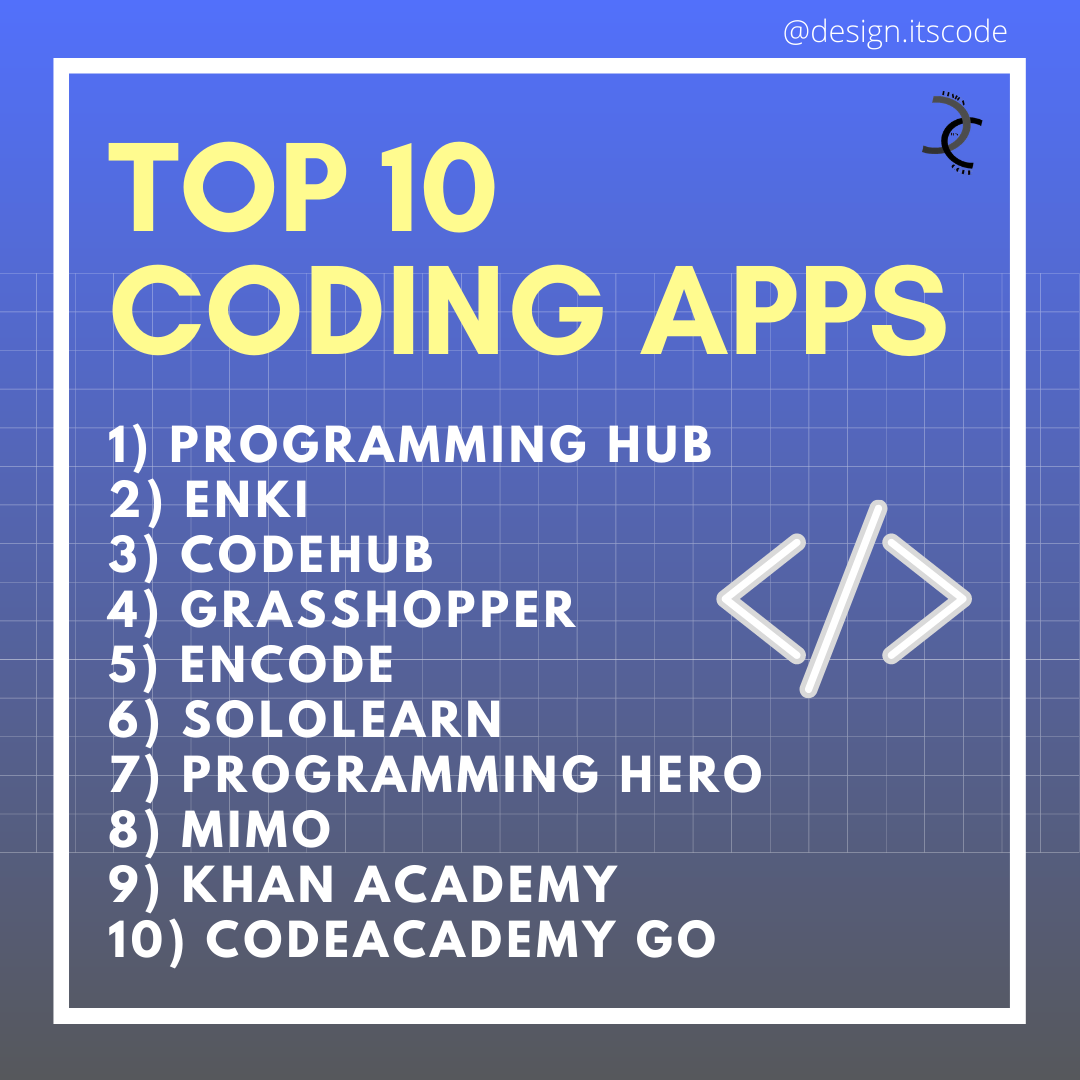 @design.itscode
TOP 10
CODING APPS
1) PROGRAMMING HUB
2) ENKI
3) CODEHUB
4) GRASSHOPPER
5) ENCODE
6) SOLOLEARN
7) PROGRAMMING HERO
8) MIMO
9) KHAN ACADEMY
10) CODEACADEMY GO